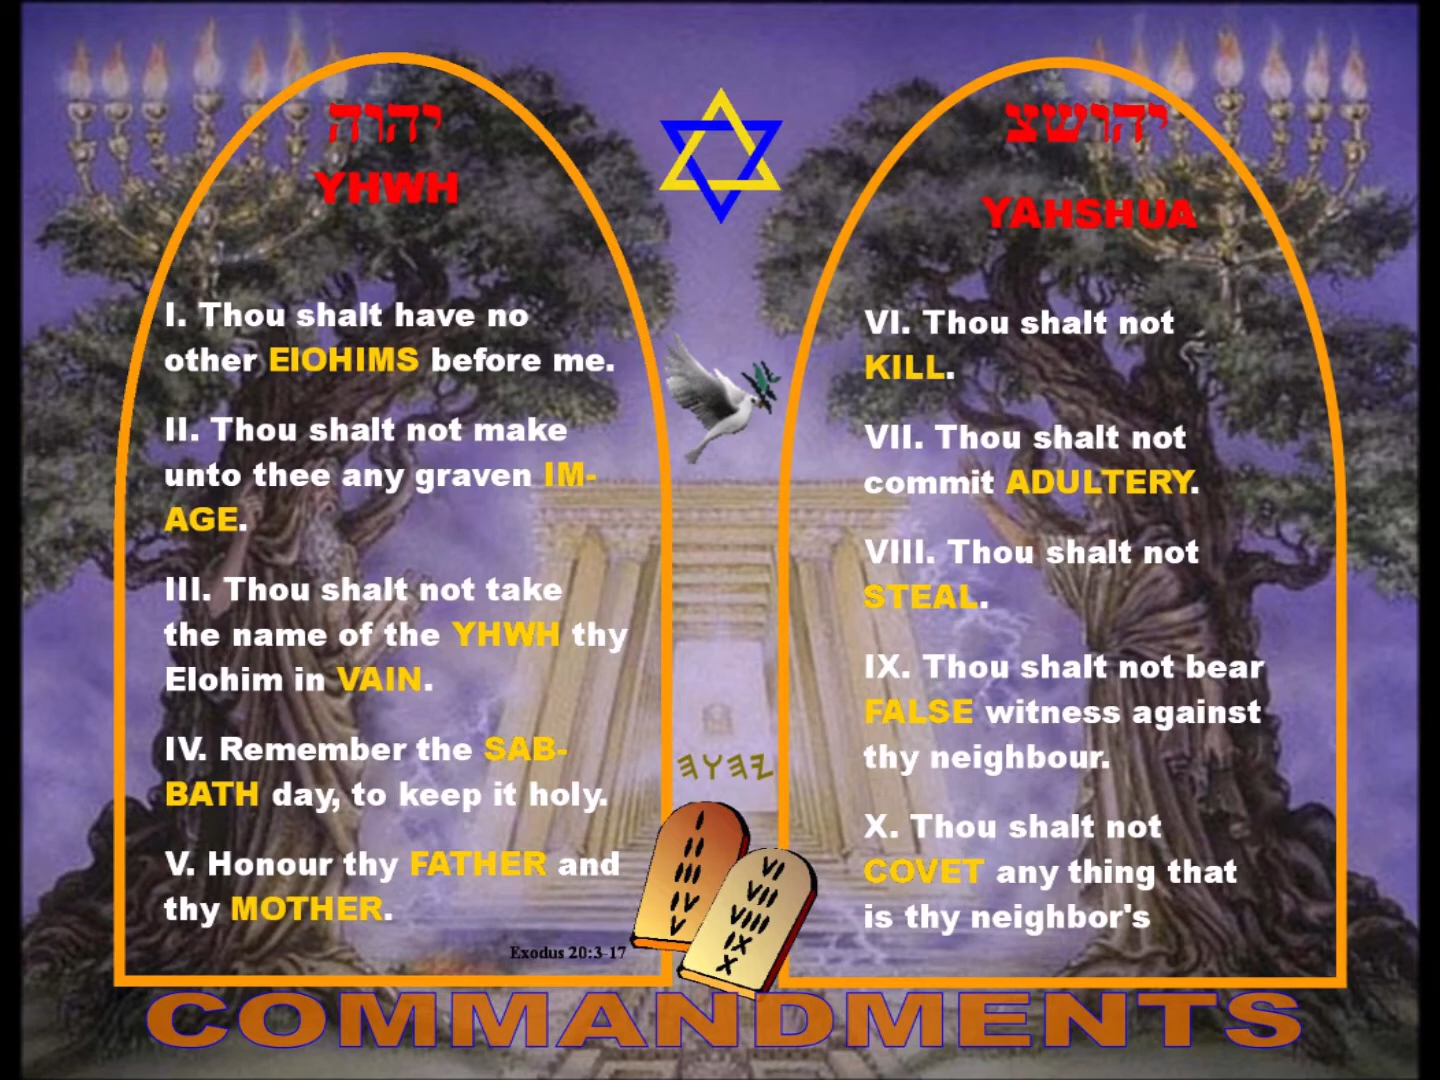 יהוה
YHWH
I. Thou shalt have no
other ElOHIMS before me.
II. Thou shalt not make
unto thee any graven IM-
AGE.
III. Thou shalt not take
the name of the YHWH thy
Elohim in VAIN.
IV. Remember the SAB-
BATH day, to keep it holy.
V. Honour thy FATHER and
thy MOTHER.
Exodus 20:3-17
יהושצ
YAHSHUA
VI. Thou shalt not
KILL.
VII. Thou shalt not
commit ADULTERY.
VIII. Thou shalt not
STEAL.
IX. Thou shalt not bear
FALSE witness against
thy neighbour.
X. Thou shalt not
COVET any thing that
is thy neighbor's
𐤉𐤄𐤅𐤄
I
II
III
IV
V
VI
VII
VIII
IX
X
COMMANDMENTS